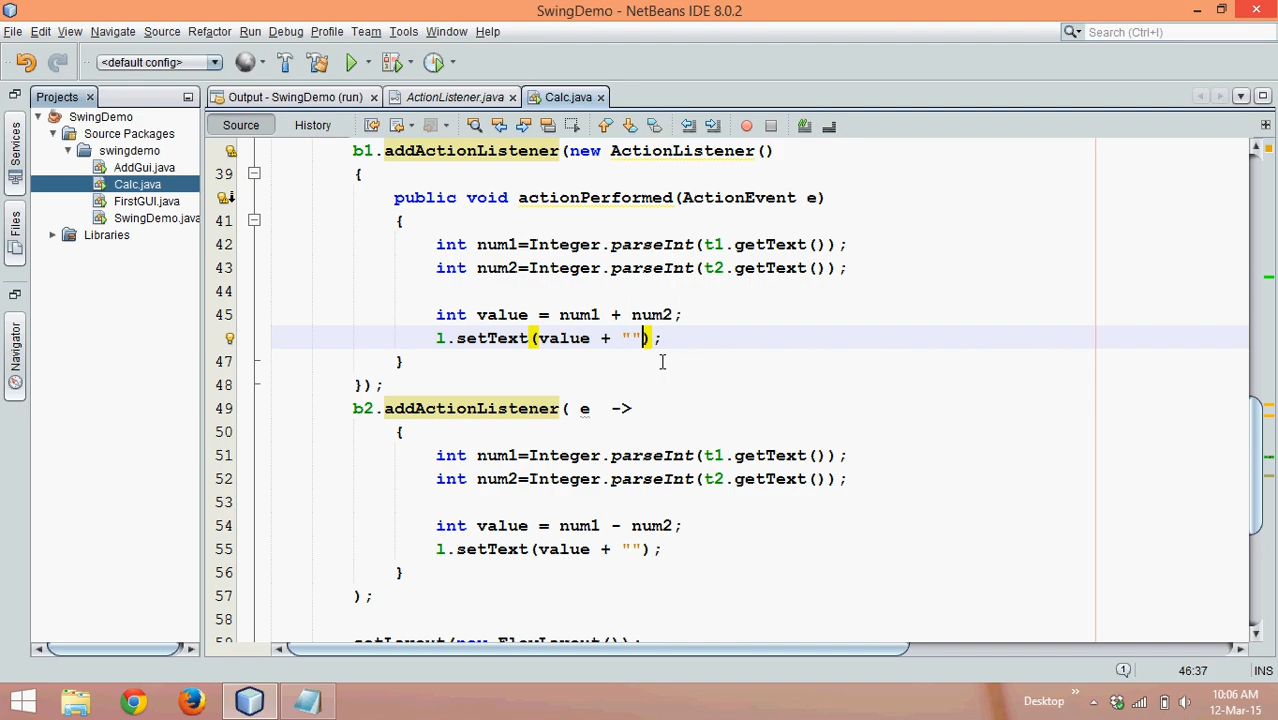 SwingDemo - NetBeans IDE 8.0.2
File Edit View Navigate Source Refactor Run Debug Profile Team Tools Window Help
Search (Ctrl+I)
<default config>
Projects
Output - SwingDemo (run)
ActionListener.java
Calc.java
SwingDemo
Source Packages
swingdemo
AddGui.java
Calc.java
FirstGUI.java
SwingDemo.java
Libraries
Services
Files
Navigator
Source
History
b1.addActionListener(new ActionListener()
39 {
public void actionPerformed(ActionEvent e)
41 {
42 int num1=Integer.parseInt(t1.getText());
43 int num2=Integer.parseInt(t2.getText());
44
45 int value = num1 + num2;
l.setText(value + "");
47 }
48 });
49 b2.addActionListener( e ->
50 {
51 int num1=Integer.parseInt(t1.getText());
52 int num2=Integer.parseInt(t2.getText());
53
54 int value = num1 - num2;
55 l.setText(value + "");
56 }
57 );
58
59 setLayout(new FlowLayout());
1
46:37
INS
Desktop
10:06 AM
12-Mar-15